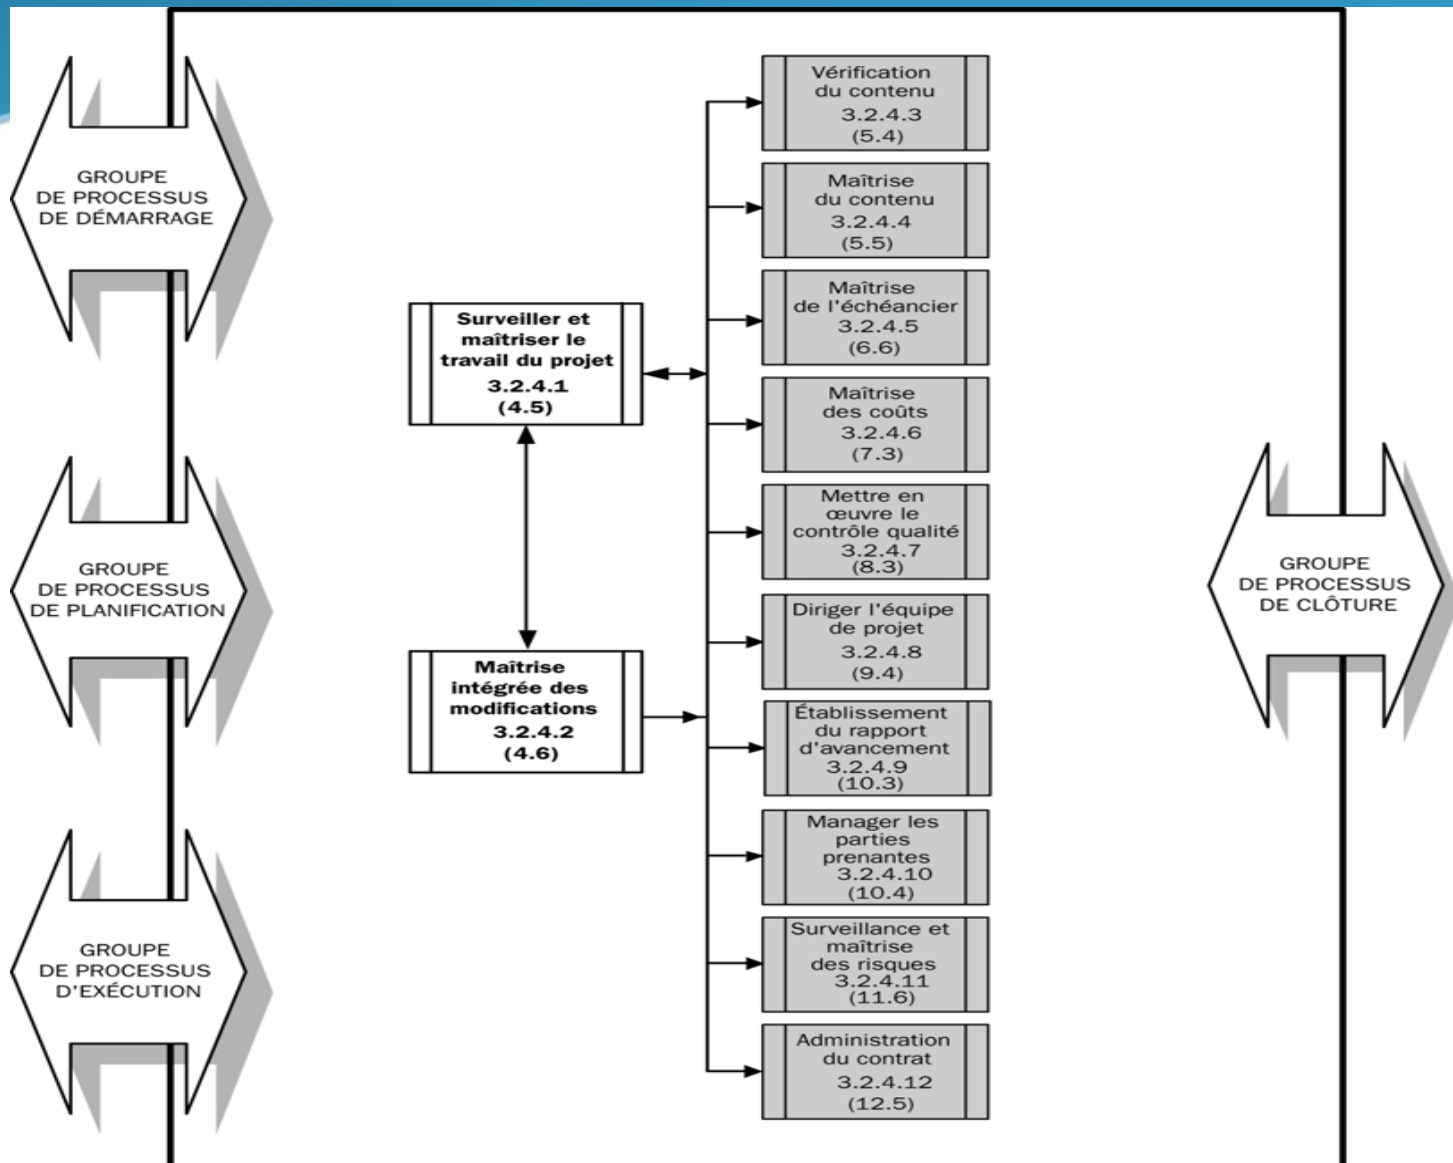 GROUPE
DE PROCESSUS
DE DÉMARRAGE
GROUPE
DE PROCESSUS
DE PLANIFICATION
GROUPE
DE PROCESSUS
D'EXÉCUTION
Surveiller et
maîtriser le
travail du projet
3.2.4.1
(4.5)
Maîtrise
intégrée des
modifications
3.2.4.2
(4.6)
Vérification
du contenu
3.2.4.3
(5.4)
Maîtrise
du contenu
3.2.4.4
(5.5)
Maîtrise
de l'échéancier
3.2.4.5
(6.6)
Maîtrise
des coûts
3.2.4.6
(7.3)
Mettre en
œuvre le
contrôle qualité
3.2.4.7
(8.3)
Diriger l'équipe
de projet
3.2.4.8
(9.4)
Établissement
du rapport
d'avancement
3.2.4.9
(10.3)
Manager les
parties
prenantes
3.2.4.10
(10.4)
Surveillance et
maîtrise
des risques
3.2.4.11
(11.6)
Administration
du contrat
3.2.4.12
(12.5)
GROUPE
DE PROCESSUS
DE CLÔTURE